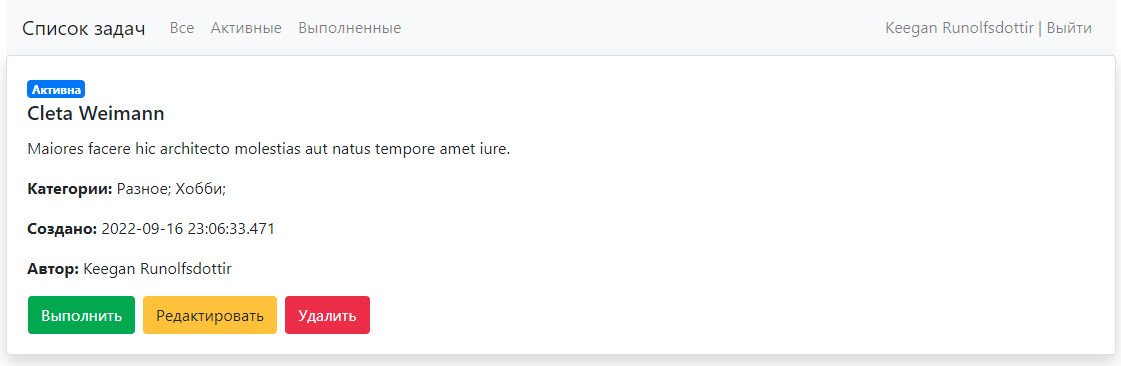 Список задач Все Активные Выполненные Keegan Runolfsdottir | Выйти
Активна
Cleta Weimann
Maiores facere hic architecto molestias aut natus tempore amet iure.
Категории: Разное; Хобби;
Создано: 2022-09-16 23:06:33.471
Автор: Keegan Runolfsdottir
Выполнить Редактировать Удалить